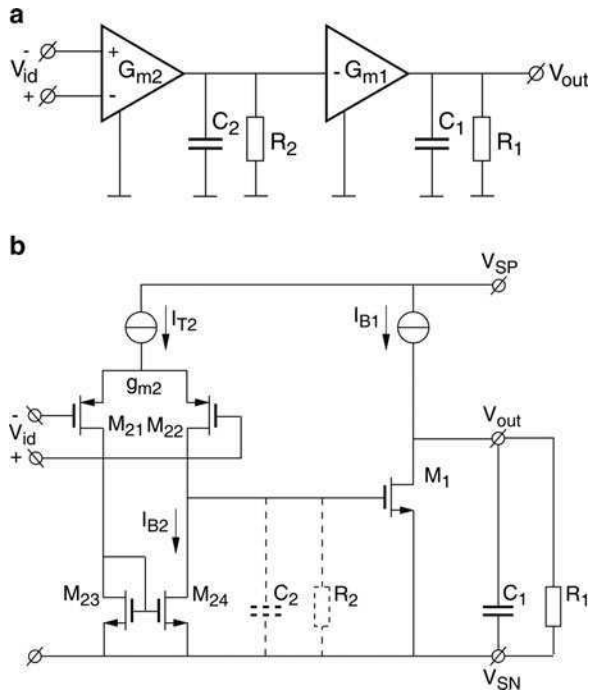 a
-
V_id
+
+
-
G_m2
C_2
R_2
-
G_m1
C_1
R_1
V_out
b
V_SP
I_T2
I_B1
g_m2
-
V_id
+
M_21
M_22
V_out
M_1
I_B2
M_23
M_24
C_2
R_2
C_1
R_1
V_SN